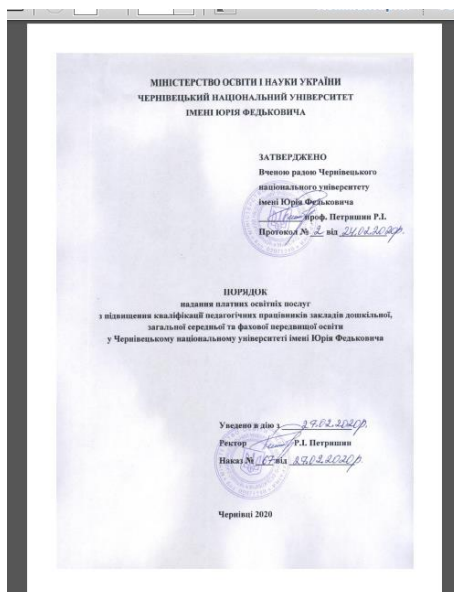 МІНІСТЕРСТВО ОСВІТИ І НАУКИ УКРАЇНИ
ЧЕРНІВЕЦЬКИЙ НАЦІОНАЛЬНИЙ УНІВЕРСИТЕТ
ІМЕНІ ЮРІЯ ФЕДЬКОВИЧА
ЗАТВЕРДЖЕНО
Вченою радою Чернівецького
національного університету
імені Юрія Федьковича
проф. Петришин Р.І.
Протокол № 2 від 24.02.2020р.
ПОРЯДОК
надання платних освітніх послуг
з підвищення кваліфікації педагогічних працівників закладів дошкільної,
загальної середньої та фахової передвищої освіти
у Чернівецькому національному університеті імені Юрія Федьковича
Уведено в дію з 29.02.2020р.
Ректор Р.І. Петришин
Наказ № 67 від 29.02.2020р.
Чернівці 2020